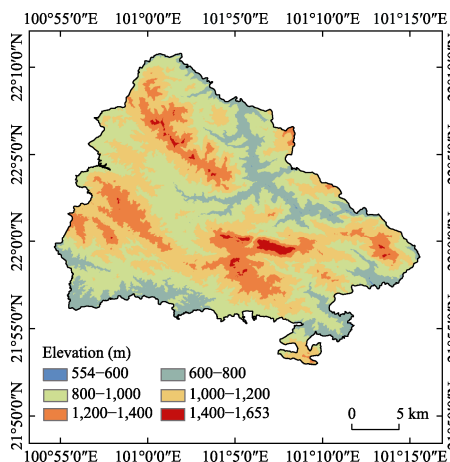 100°55′0″E 101°0′0″E 101°5′0″E 101°10′0″E 101°15′0″E
22°10′0″N
22°5′0″N
22°0′0″N
21°55′0″N
21°50′0″N
Elevation (m)
554−600 600−800
800−1,000 1,000−1,200
1,200−1,400 1,400−1,653
0 5 km
100°55′0″E 101°0′0″E 101°5′0″E 101°10′0″E 101°15′0″E